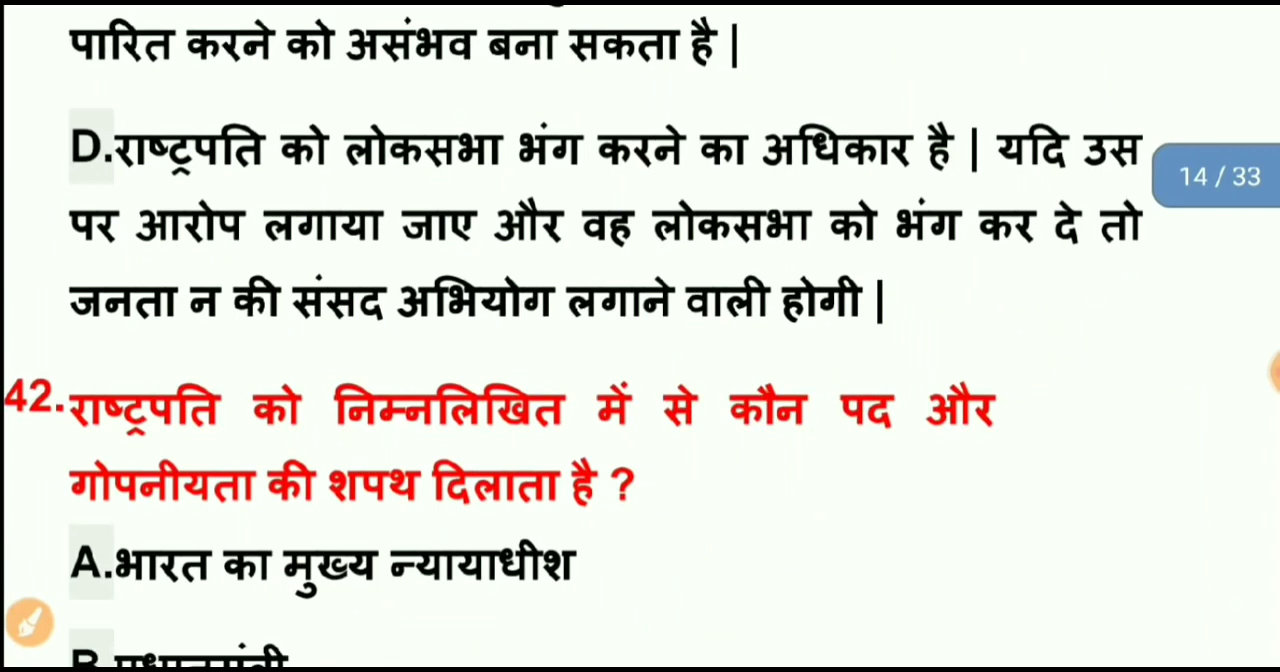 पारित करने को असंभव बना सकता है |
D.राष्ट्रपति को लोकसभा भंग करने का अधिकार है | यदि उस
14 / 33
पर आरोप लगाया जाए और वह लोकसभा को भंग कर दे तो
जनता न की संसद अभियोग लगाने वाली होगी |
42.राष्ट्रपति को निम्नलिखित में से कौन पद और
गोपनीयता की शपथ दिलाता है ?
A.भारत का मुख्य न्यायाधीश